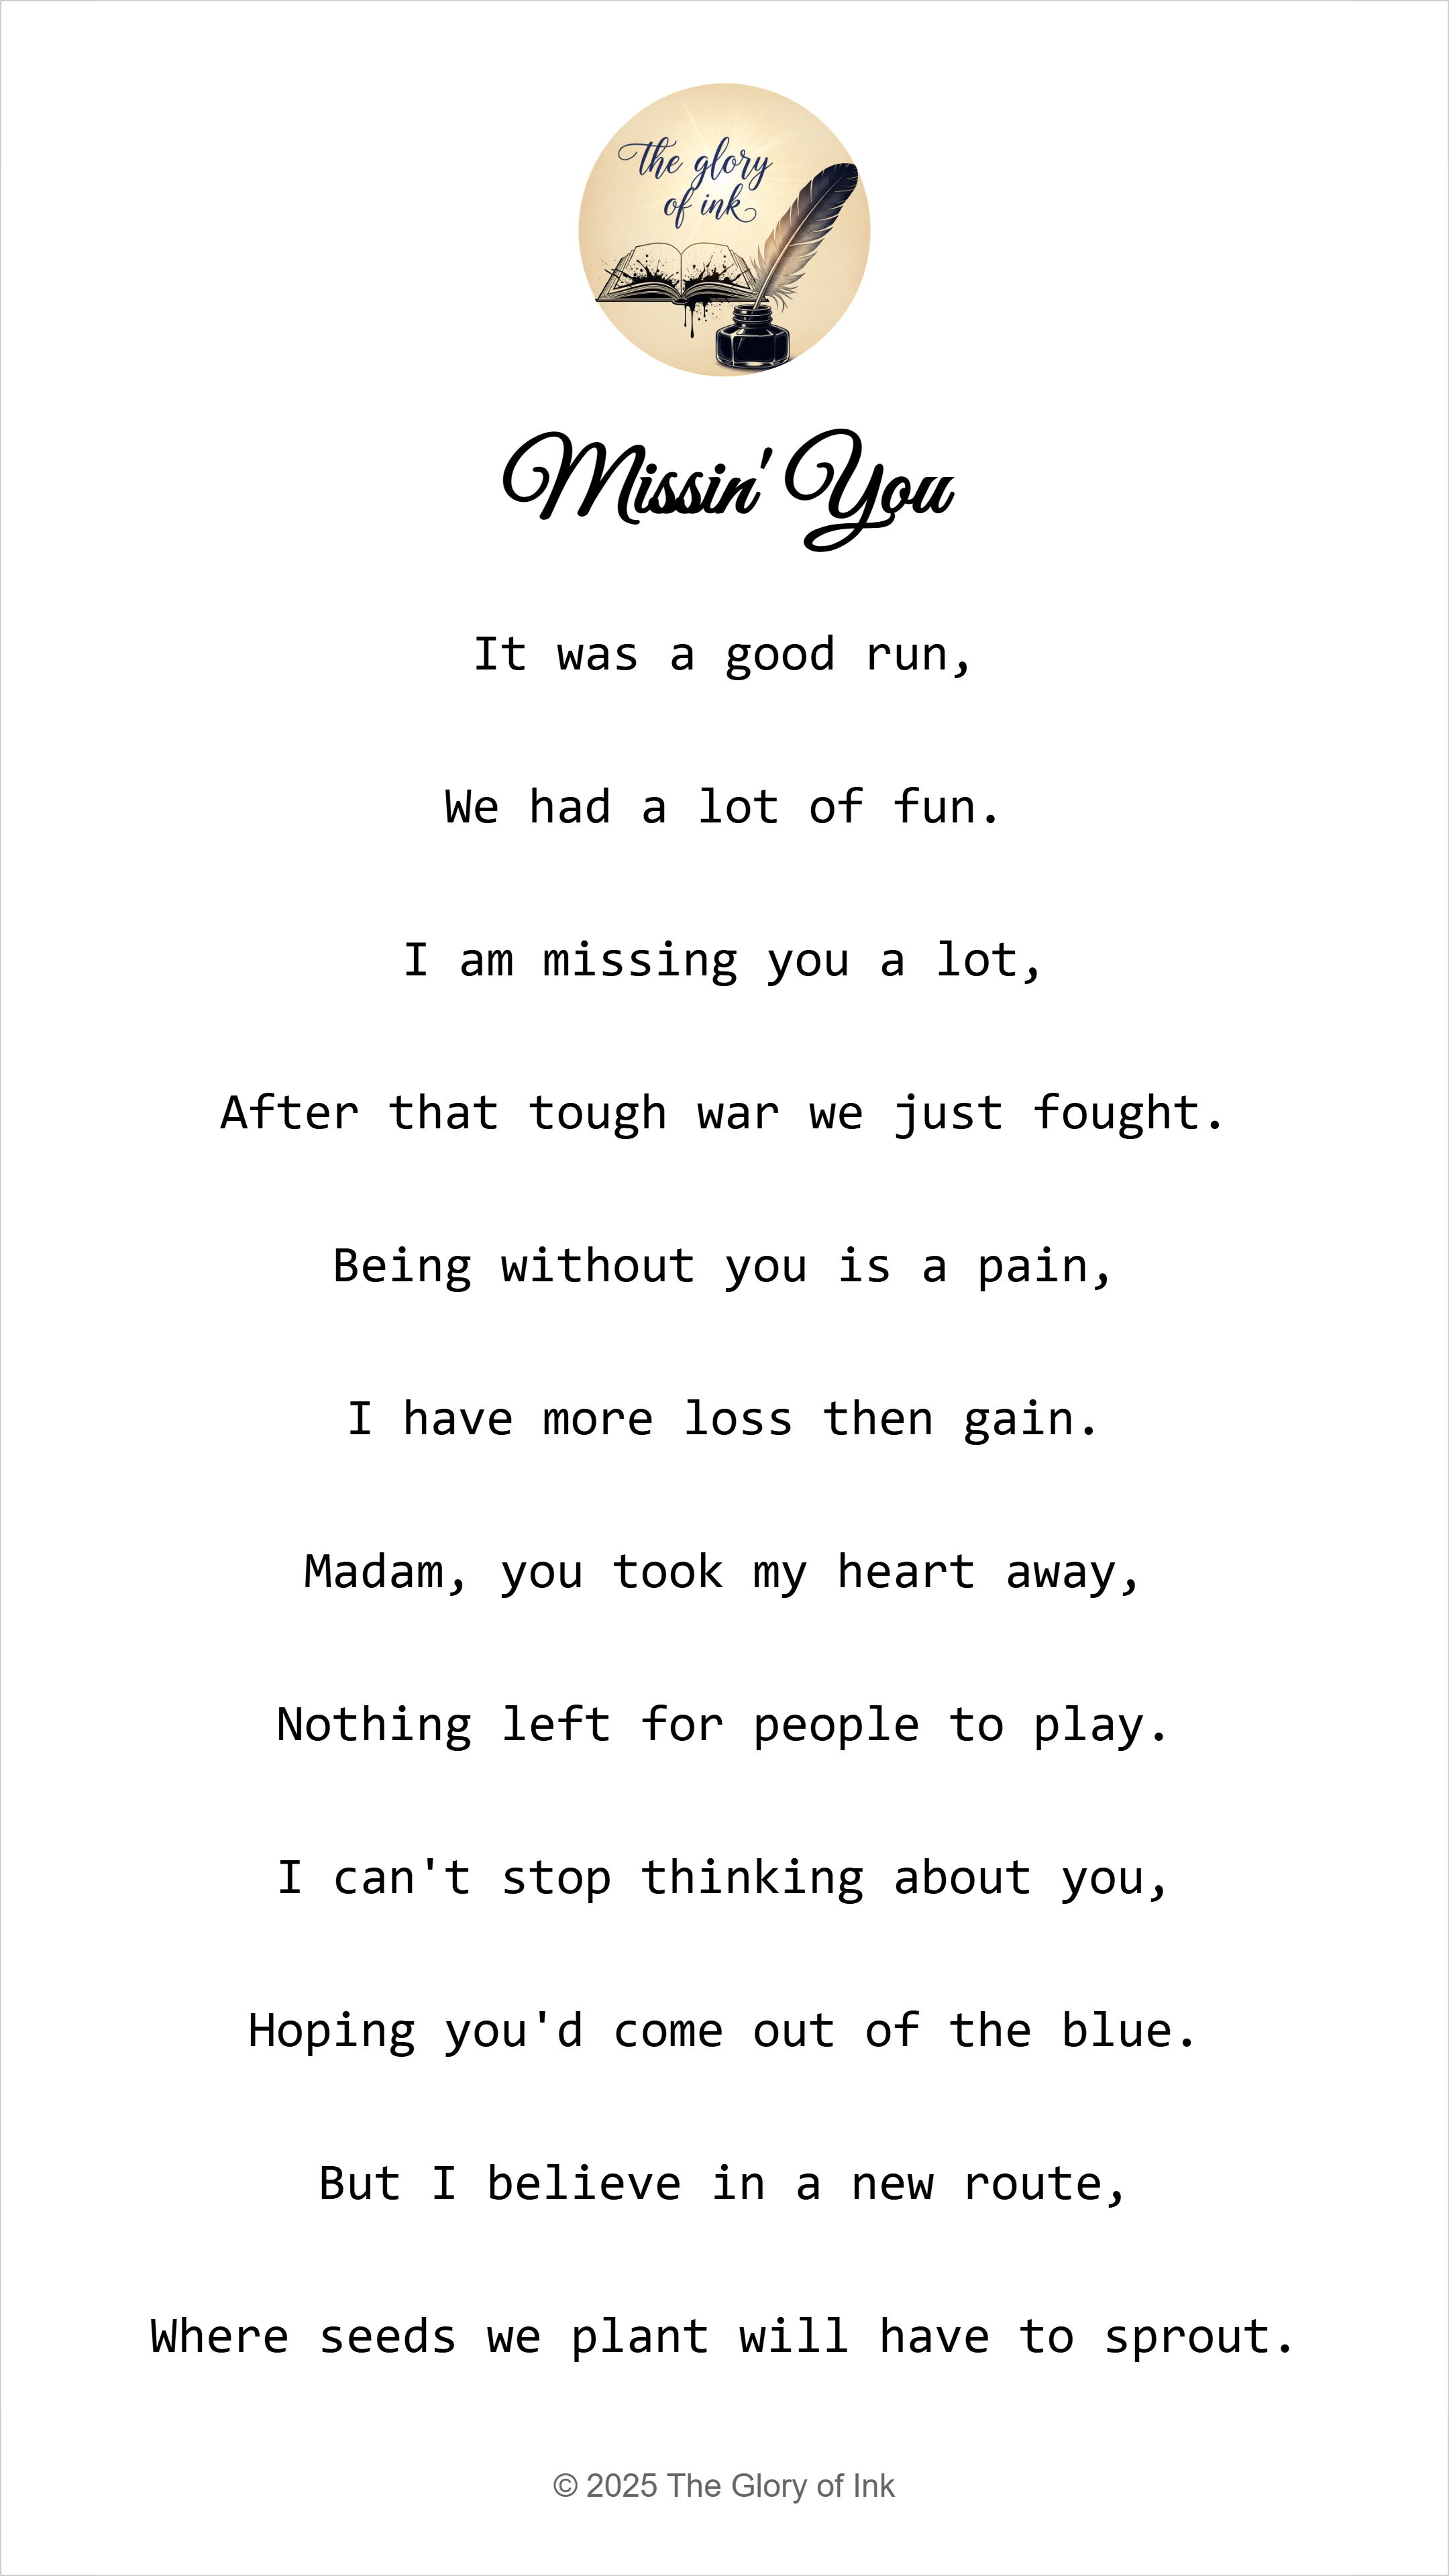 the glory
of ink
Missin' You
It was a good run,
We had a lot of fun.
I am missing you a lot,
After that tough war we just fought.
Being without you is a pain,
I have more loss then gain.
Madam, you took my heart away,
Nothing left for people to play.
I can't stop thinking about you,
Hoping you'd come out of the blue.
But I believe in a new route,
Where seeds we plant will have to sprout.
© 2025 The Glory of Ink